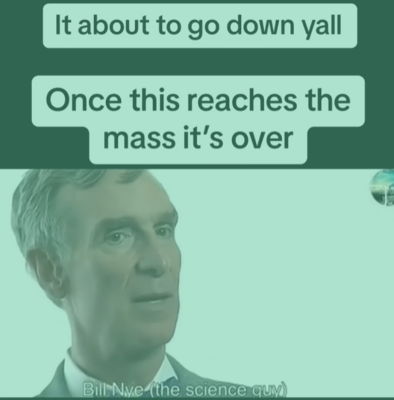 It about to go down yall
Once this reaches the
mass it's over
Bill Nye (the science guy)